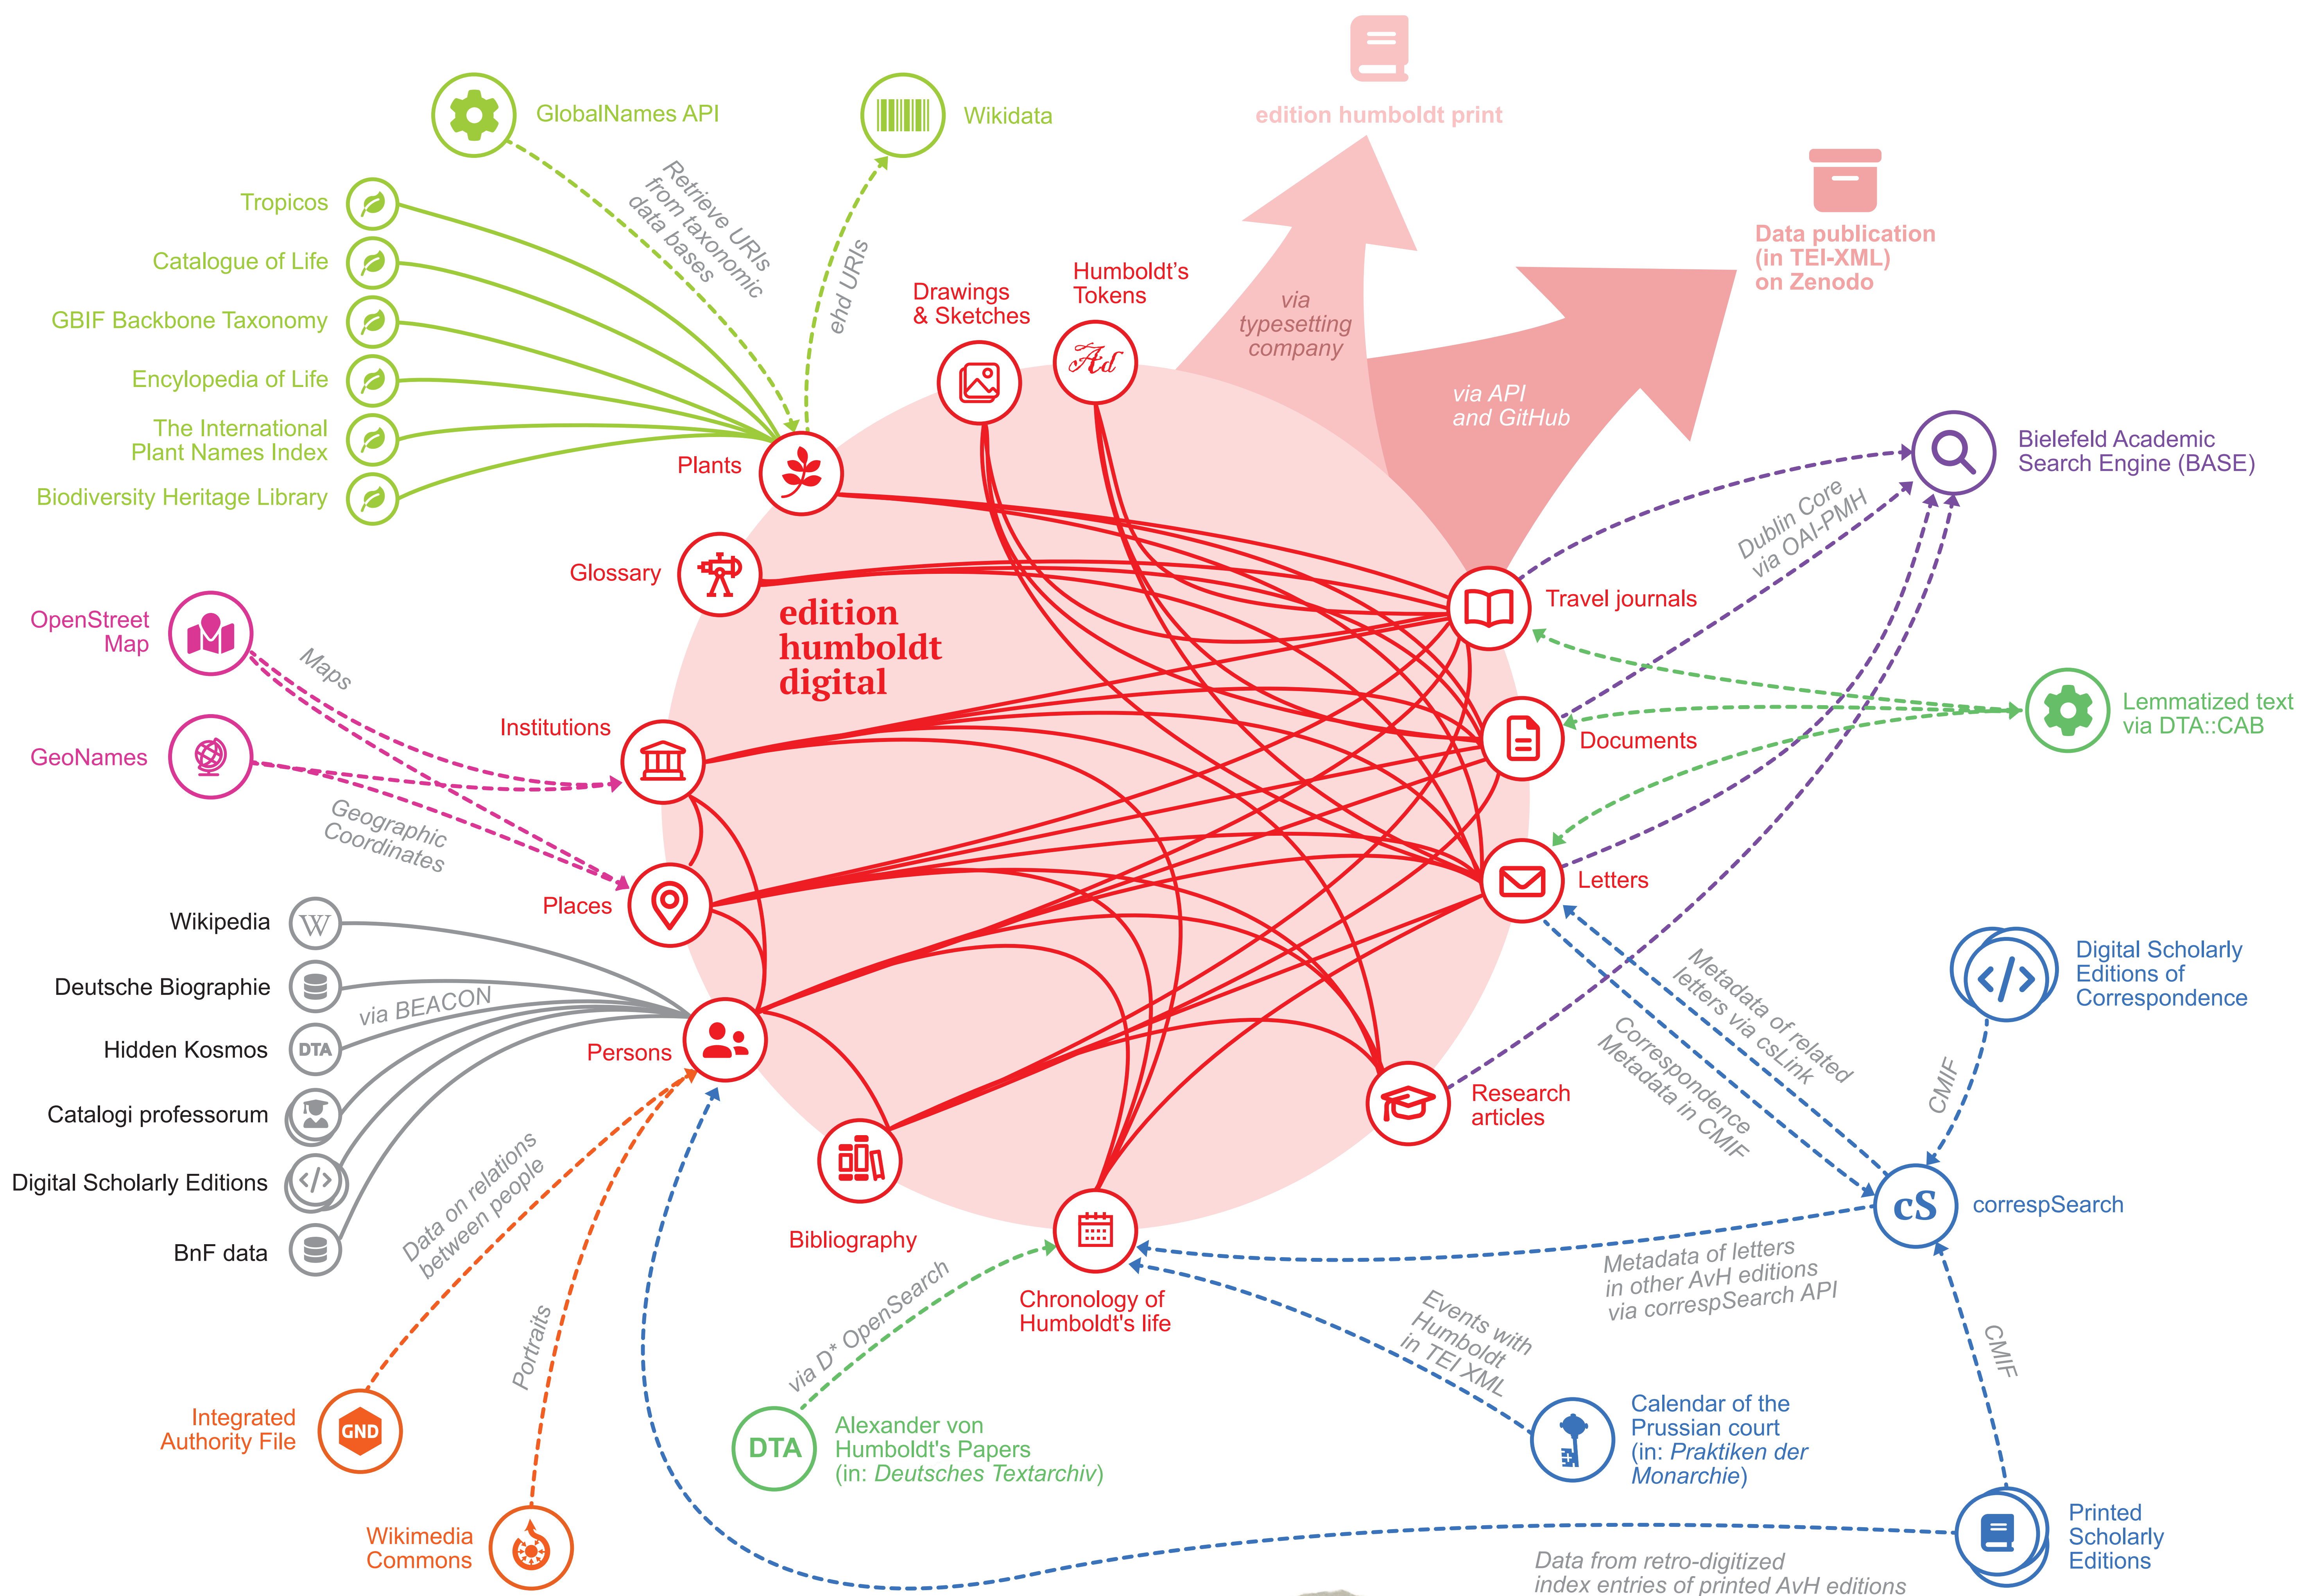 edition humboldt print
GlobalNames API
Wikidata
Retrieve URIs
from taxonomic
data bases
ehd URIs
Tropicos
Catalogue of Life
GBIF Backbone Taxonomy
Encylopedia of Life
The International
Plant Names Index
Biodiversity Heritage Library
Data publication
(in TEI-XML)
on Zenodo
Drawings
& Sketches
Humboldt’s
Tokens
Ad
via
typesetting
company
via API
and GitHub
Plants
Bielefeld Academic
Search Engine (BASE)
Dublin Core
via OAI-PMH
Glossary
edition
humboldt
digital
Travel journals
OpenStreet
Map
Maps
GeoNames
Geographic
Coordinates
Institutions
Documents
Lemmatized text
via DTA::CAB
Places
Letters
Wikipedia
W
Deutsche Biographie
via BEACON
Hidden Kosmos
DTA
Catalogi professorum
Digital Scholarly Editions
</>
BnF data
Persons
Metadata of related
letters via csLink
Correspondence
Metadata in CMIF
Digital Scholarly
Editions of
Correspondence
</>
CMIF
Research
articles
cS
correspSearch
Data on relations
between people
Portraits
Bibliography
Chronology of
Humboldt's life
via D* OpenSearch
Metadata of letters
in other AvH editions
via correspSearch API
Events with
Humboldt
in TEI XML
CMIF
Integrated
Authority File
GND
DTA
Alexander von
Humboldt's Papers
(in: Deutsches Textarchiv)
Calendar of the
Prussian court
(in: Praktiken der
Monarchie)
Wikimedia
Commons
Printed
Scholarly
Editions
Data from retro-digitized
index entries of printed AvH editions